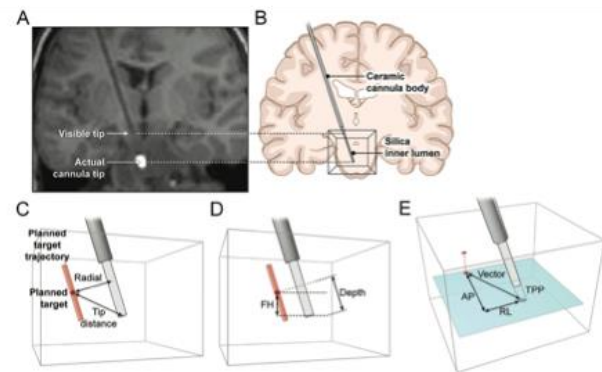 A
B
Ceramic
cannula body
Visible tip
Silica
inner lumen
Actual
cannula tip
C
D
E
Planned
target
trajectory
Radial
Planned
target
Tip
distance
FH
Depth
Vector
TPP
AP
RL